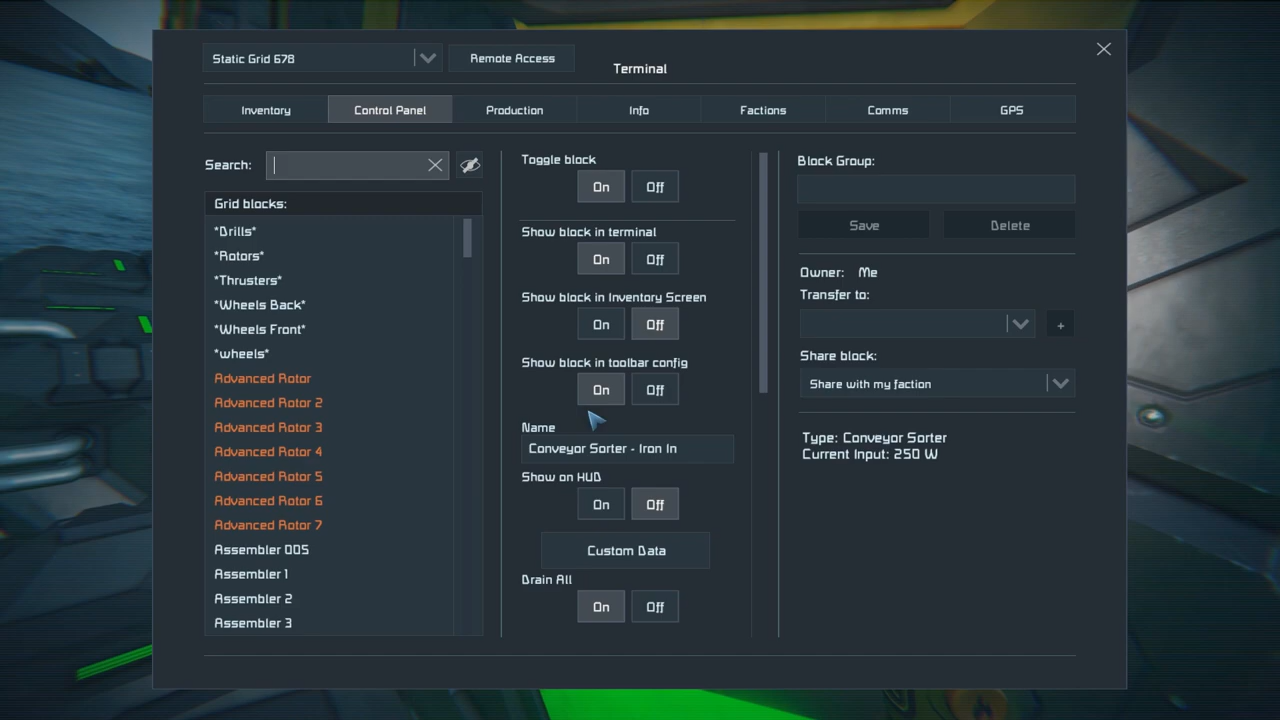 Static Grid 678
Remote Access
Terminal
Inventory
Control Panel
Production
Info
Factions
Comms
GPS
Search:
Grid blocks:
*Drills*
*Rotors*
*Thrusters*
*Wheels Back*
*Wheels Front*
*wheels*
Advanced Rotor
Advanced Rotor 2
Advanced Rotor 3
Advanced Rotor 4
Advanced Rotor 5
Advanced Rotor 6
Advanced Rotor 7
Assembler 005
Assembler 1
Assembler 2
Assembler 3
Toggle block
On Off
Show block in terminal
On Off
Show block in Inventory Screen
On Off
Show block in toolbar config
On Off
Name
Conveyor Sorter - Iron In
Show on HUD
On Off
Custom Data
Drain All
On Off
Block Group:
Save Delete
Owner: Me
Transfer to:
+
Share block:
Share with my faction
Type: Conveyor Sorter
Current Input: 250 W